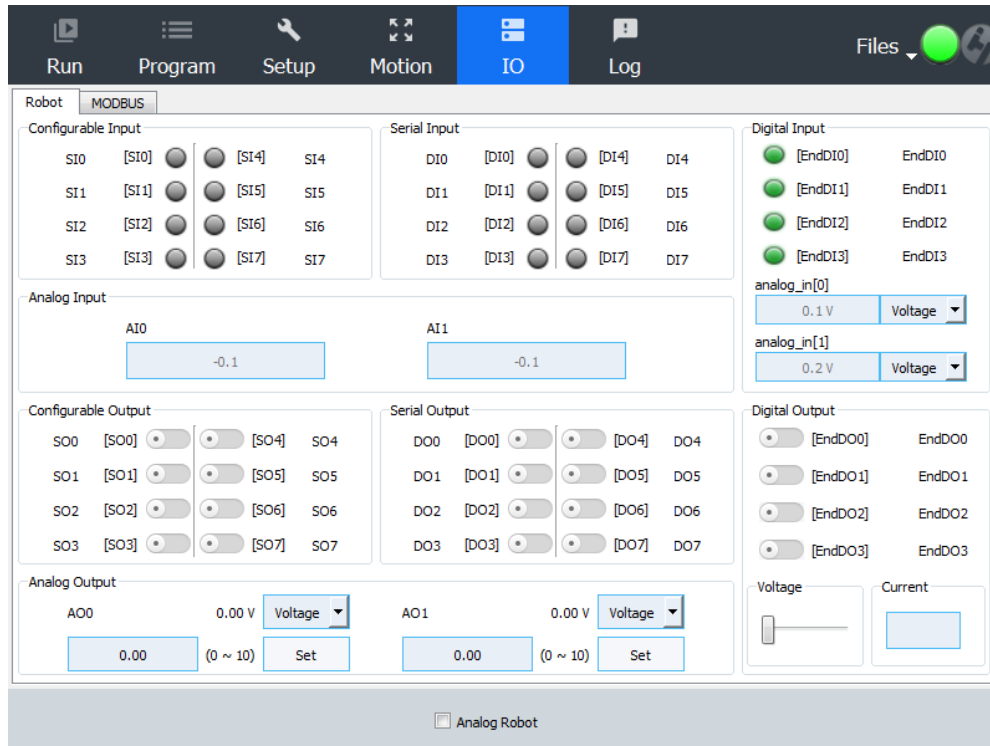 Run Program Setup Motion IO Log Files
Robot MODBUS
Configurable Input
SI0 [SI0] [SI4] SI4
SI1 [SI1] [SI5] SI5
SI2 [SI2] [SI6] SI6
SI3 [SI3] [SI7] SI7
Serial Input
DI0 [DI0] [DI4] DI4
DI1 [DI1] [DI5] DI5
DI2 [DI2] [DI6] DI6
DI3 [DI3] [DI7] DI7
Digital Input
[EndDI0] EndDI0
[EndDI1] EndDI1
[EndDI2] EndDI2
[EndDI3] EndDI3
analog_in[0]
0.1 V Voltage
analog_in[1]
0.2 V Voltage
Analog Input
AI0 AI1
-0.1 -0.1
Configurable Output
SO0 [SO0] [SO4] SO4
SO1 [SO1] [SO5] SO5
SO2 [SO2] [SO6] SO6
SO3 [SO3] [SO7] SO7
Serial Output
DO0 [DO0] [DO4] DO4
DO1 [DO1] [DO5] DO5
DO2 [DO2] [DO6] DO6
DO3 [DO3] [DO7] DO7
Digital Output
[EndDO0] EndDO0
[EndDO1] EndDO1
[EndDO2] EndDO2
[EndDO3] EndDO3
Voltage Current
Analog Output
AO0 0.00 V Voltage AO1 0.00 V Voltage
0.00 (0 ~ 10) Set 0.00 (0 ~ 10) Set
Analog Robot